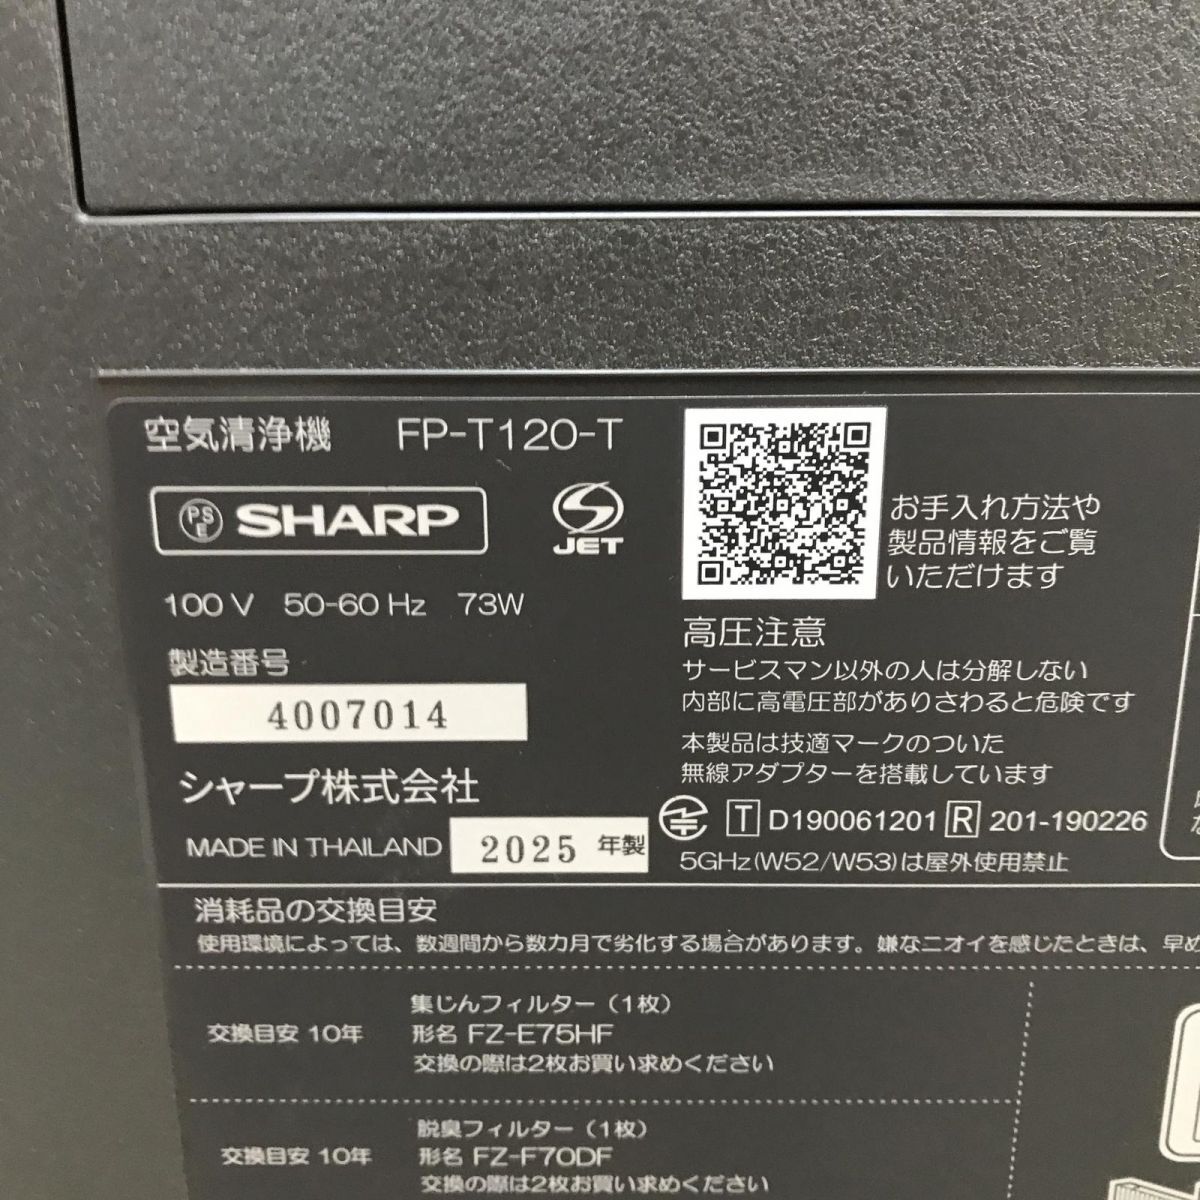 空気清浄機 FP-T120-T
PS E SHARP
JET
100 V 50-60 Hz 73W
製造番号
4007014
シャープ株式会社
MADE IN THAILAND 2025 年製
お手入れ方法や
製品情報をご覧
いただけます
高圧注意
サービスマン以外の人は分解しない
内部に高電圧部がありさわると危険です
本製品は技適マークのついた
無線アダプターを搭載しています
T D190061201 R 201-190226
5GHz(W52/W53)は屋外使用禁止
消耗品の交換目安
使用環境によっては、数週間から数カ月で劣化する場合があります。嫌なニオイを感じたときは、早め
交換目安 10年
集じんフィルター（1枚）
形名 FZ-E75HF
交換の際は2枚お買い求めください
交換目安 10年
脱臭フィルター（1枚）
形名 FZ-F70DF
交換の際は2枚お買い求めください